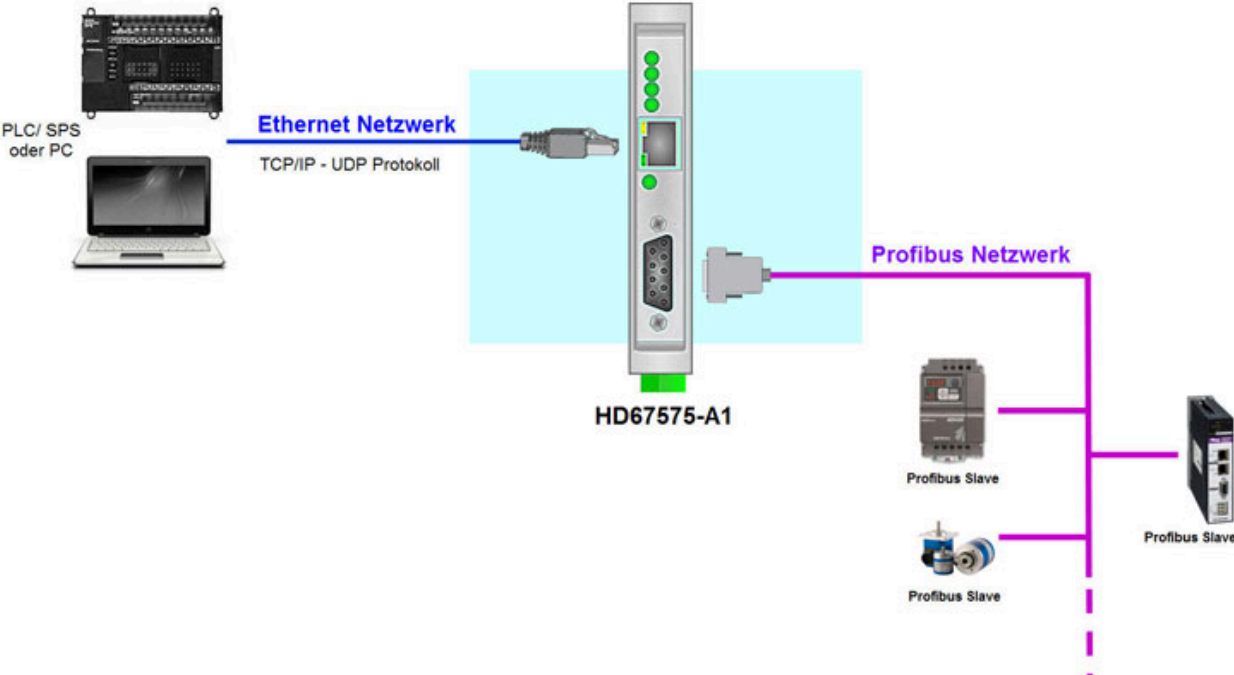 PLC/ SPS
oder PC
Ethernet Netzwerk
TCP/IP - UDP Protokoll
HD67575-A1
Profibus Netzwerk
Profibus Slave
Profibus Slave
Profibus Slave